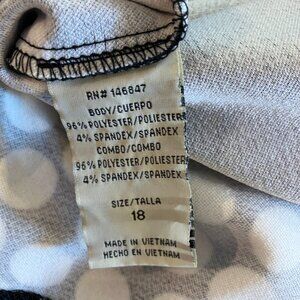 RN# 146647
BODY/CUERPO
96% POLYESTER/POLIESTER
4% SPANDEX/SPANDEX
COMBO/COMBO
96% POLYESTER/POLIESTER
4% SPANDEX/SPANDEX
SIZE/TALLA
18
MADE IN VIETNAM
HECHO EN VIETNAM